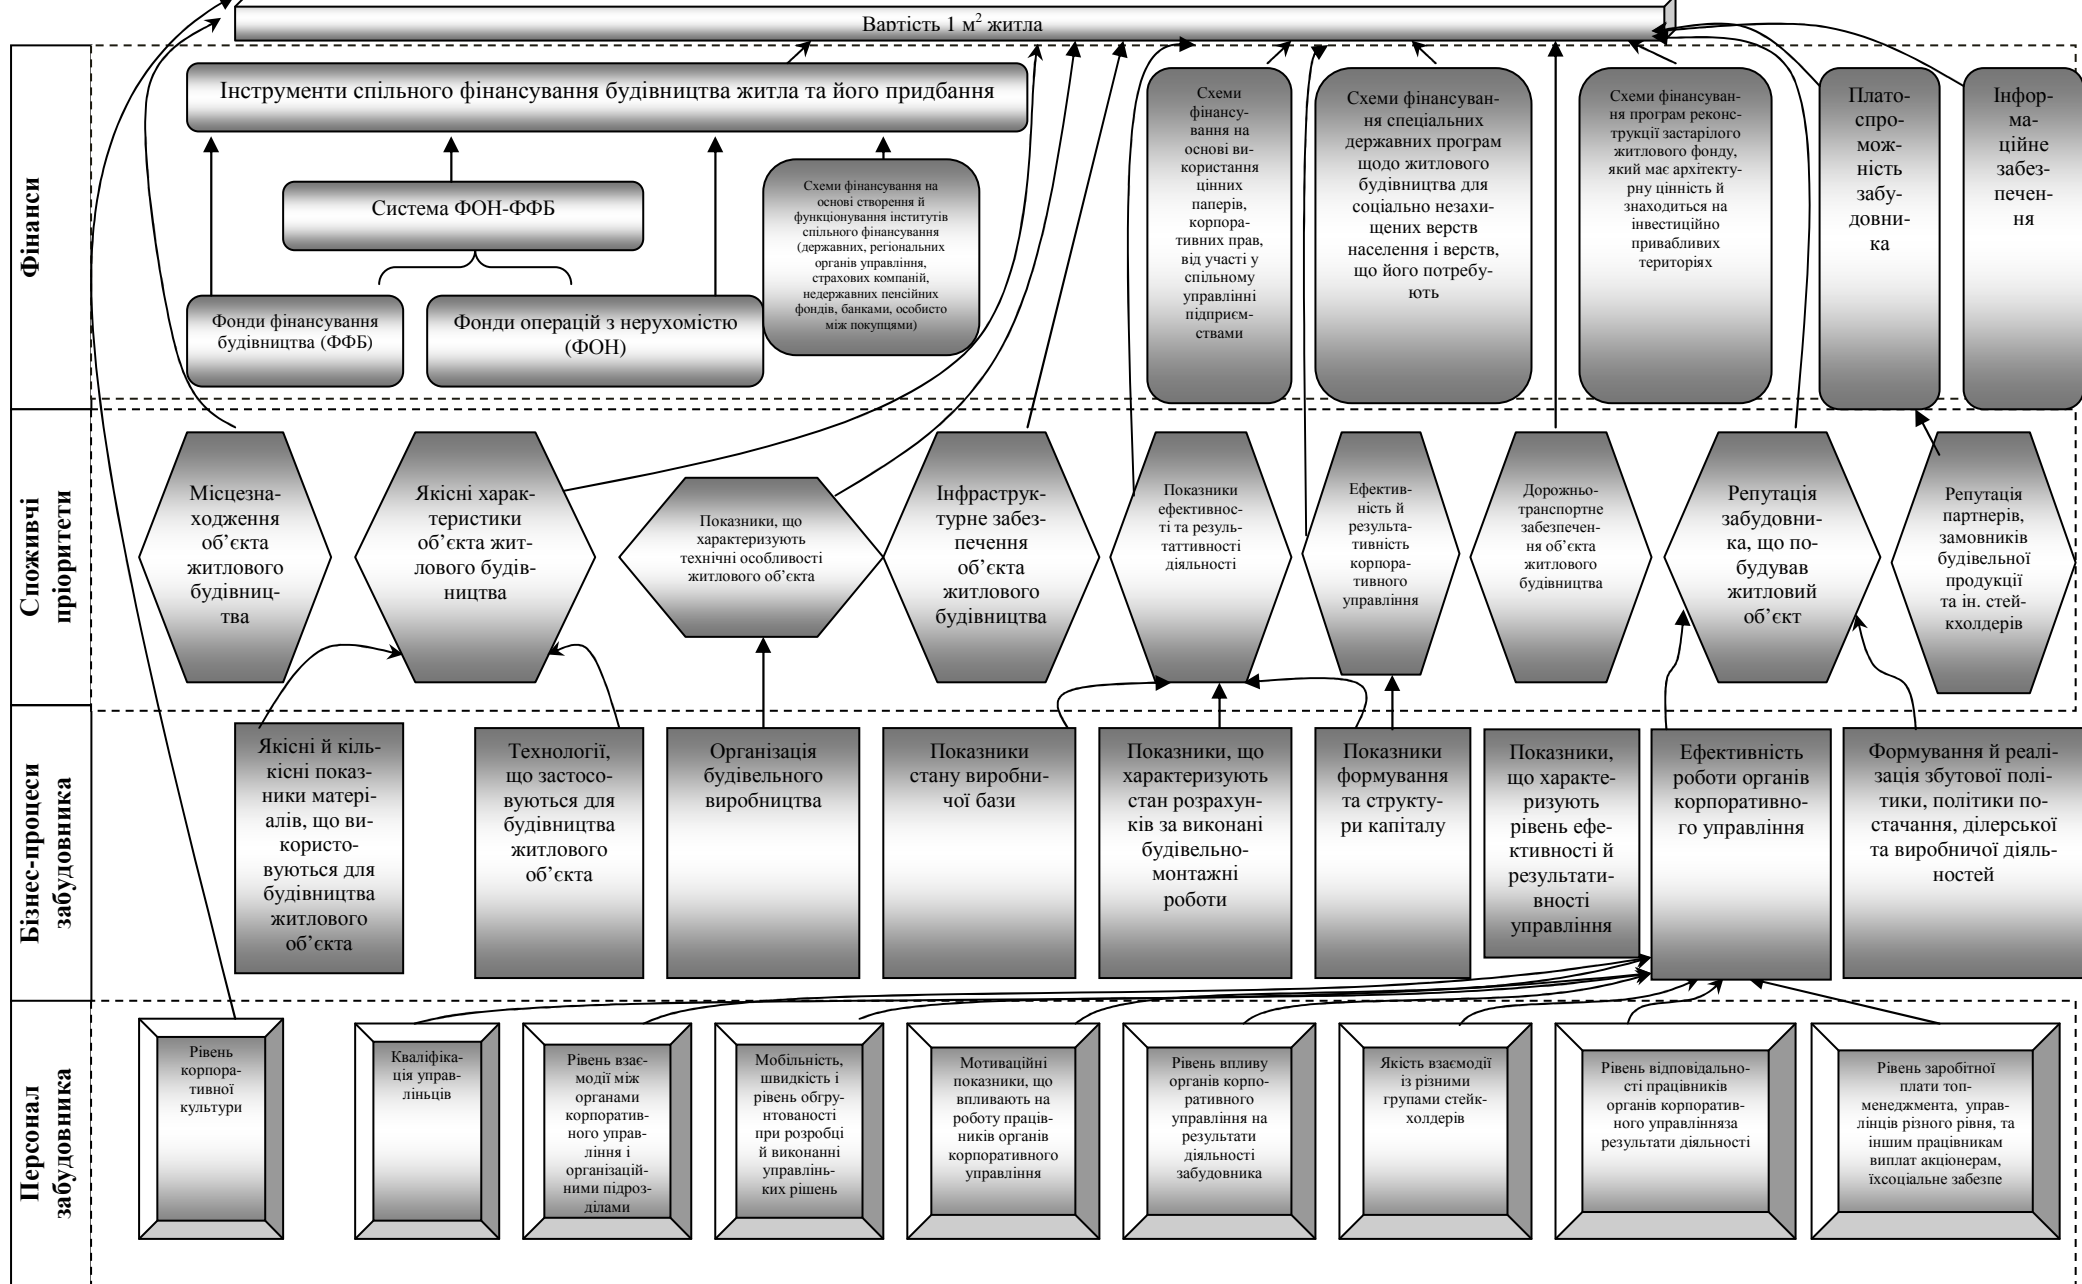 Вартість 1 м² житла
Фінанси
Інструменти спільного фінансування будівництва житла та його придбання
Система ФОН-ФФБ
Фонди фінансування
будівництва (ФФБ)
Фонди операцій з нерухомістю
(ФОН)
Схеми фінансування на
основі створення й
функціонування інститутів
спільного фінансування
(державних, регіональних
органів управління,
страхових компаній,
недержавних пенсійних
фондів, банками, особисто
між покупцями)
Схеми
фінансу-
вання на
основі ви-
користання
цінних
паперів,
корпора-
тивних прав,
від участі у
спільному
управлінні
підприєм-
ствами
Схеми фінансуван-
ня спеціальних
державних програм
щодо житлового
будівництва для
соціально незахи-
щених верств
населення і верств,
що його потребу-
ють
Схеми фінансуван-
ня програм реконс-
трукції застарілого
житлового фонду,
який має архітекту-
рну цінність й
знаходиться на
інвестиційно
привабливих
територіях
Плато-
спро-
мож-
ність
забу-
довни-
ка
Інфор-
ма-
ційне
забез-
печен-
ня
Споживчі
пріоритети
Місцезна-
ходження
об’єкта
житлового
будівниц-
тва
Якісні харак-
теристики
об’єкта жит-
лового будів-
ництва
Показники, що
характеризують
технічні особливості
житлового об’єкта
Інфраструк-
турне забез-
печення
об’єкта
житлового
будівництва
Показники
ефективнос-
ті та резуль-
таттивності
діяльності
Ефектив-
ність й
результа-
тивність
корпора-
тивного
управління
Дорожньо-
транспортне
забезпечен-
ня об’єкта
житлового
будівництва
Репутація
забудовни-
ка, що по-
будував
житловий
об’єкт
Репутація
партнерів,
замовників
будівельної
продукції
та ін. стей-
кхолдерів
Бізнес-процеси
забудовника
Якісні й кіль-
кісні показ-
ники матері-
алів, що ви-
користо-
вуються для
будівництва
житлового
об’єкта
Технології,
що застосо-
вуються для
будівництва
житлового
об’єкта
Організація
будівельного
виробництва
Показники
стану виробни-
чої бази
Показники, що
характеризують
стан розрахун-
ків за виконані
будівельно-
монтажні
роботи
Показники
формування
та структу-
ри капіталу
Показники,
що характе-
ризують
рівень ефе-
ктивності й
результати-
вності
управління
Ефективність
роботи органів
корпоративно-
го управління
Формування й реалі-
зація збутової полі-
тики, політики по-
стачання, ділерської
та виробничої діяль-
ностей
Персонал
забудовника
Рівень
корпора-
тивної
культури
Кваліфіка-
ція управ-
ліньців
Рівень взає-
модії між
органами
корпоратив-
ного управ-
ління і
організацій-
ними підроз-
ділами
Мобільність,
швидкість і
рівень обгру-
нтованості
при розробці
й виконанні
управлінь-
ких рішень
Мотиваційні
показники, що
впливають на
роботу праців-
ників органів
корпоративного
управління
Рівень впливу
органів корпо-
ративного
управління на
результати
діяльності
забудовника
Якість взаємодії
із різними
групами стейк-
холдерів
Рівень відповідально-
сті працівників
органів корпоратив-
ного управлінняза
результати діяльності
Рівень заробітної
плати топ-
менеджмента, управ-
лінців різного рівня, та
іншим працівникам
виплат акціонерам,
їхсоціальне забезпе